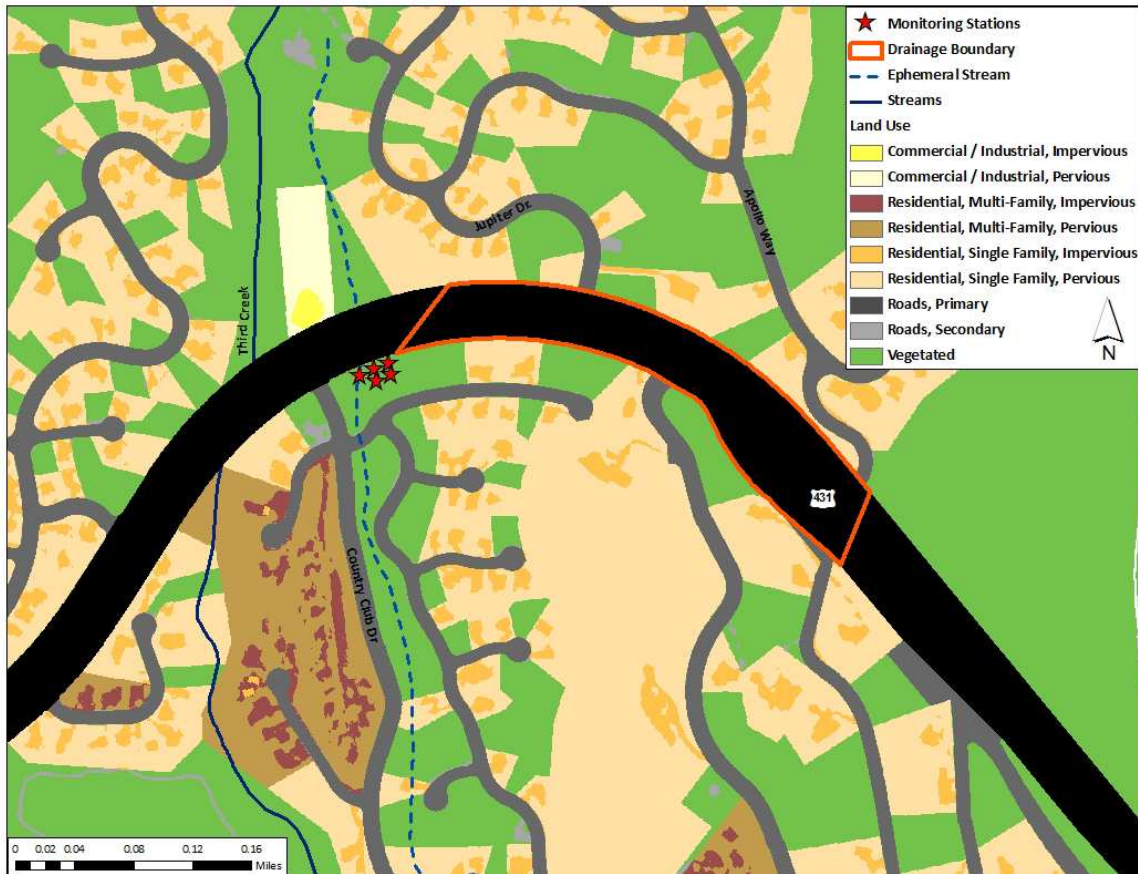 Monitoring Stations
Drainage Boundary
Ephemeral Stream
Streams
Land Use
Commercial / Industrial, Impervious
Commercial / Industrial, Pervious
Residential, Multi-Family, Impervious
Residential, Multi-Family, Pervious
Residential, Single Family, Impervious
Residential, Single Family, Pervious
Roads, Primary
Roads, Secondary
Vegetated
N
Jupiter Dr.
Apollo Way
Third Creek
431
Country Club Dr
0 0.02 0.04 0.08 0.12 0.16
Miles